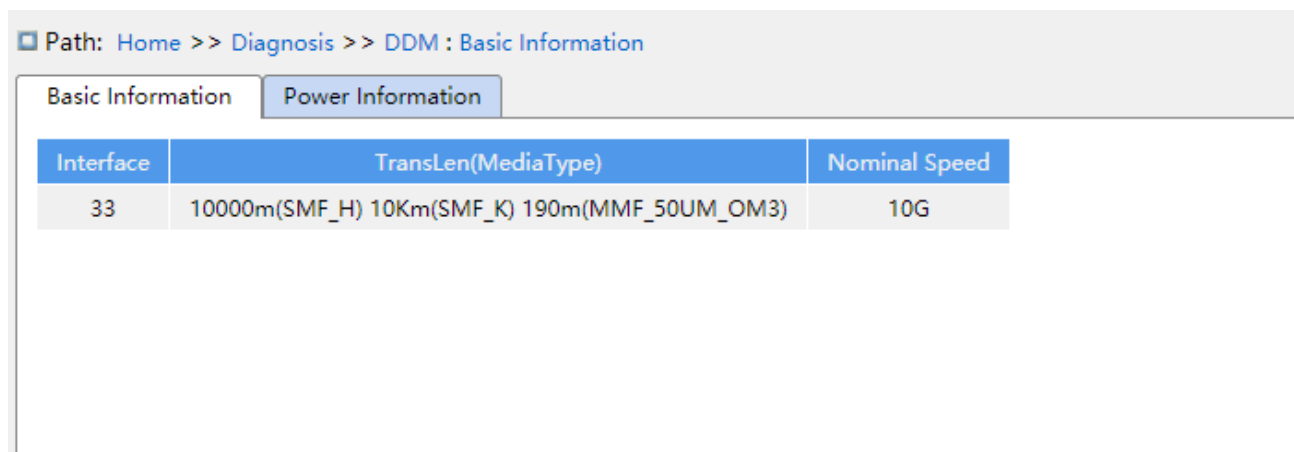 Path: Home >> Diagnosis >> DDM : Basic Information
Basic Information Power Information
Interface TransLen(MediaType) Nominal Speed
33 10000m(SMF_H) 10Km(SMF_K) 190m(MMF_50UM_OM3) 10G